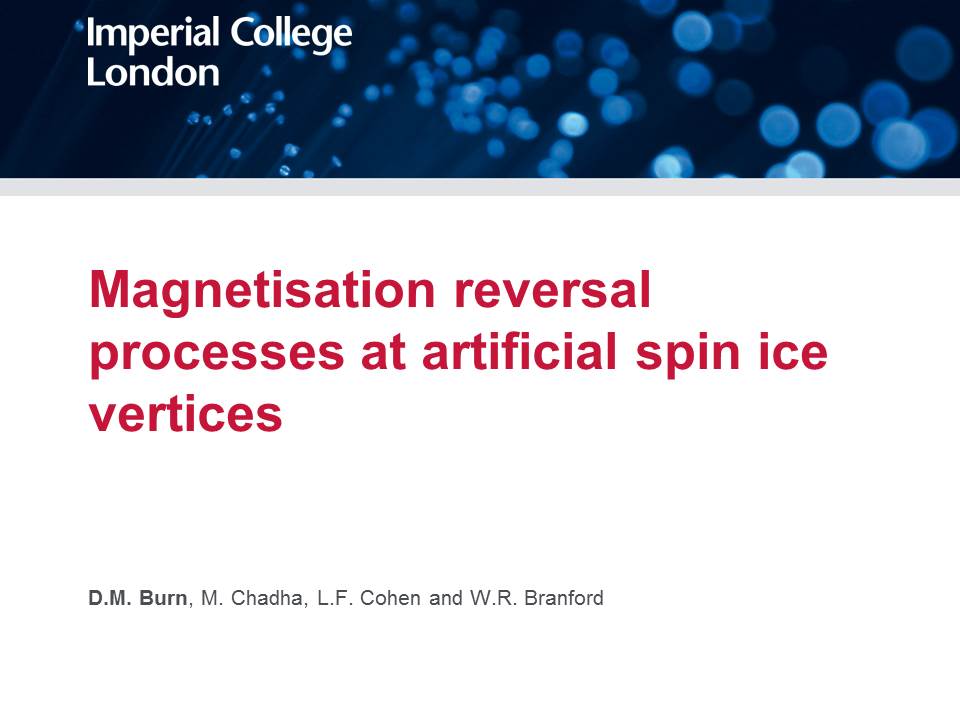 Imperial College
London
Magnetisation reversal
processes at artificial spin ice
vertices
D.M. Burn, M. Chadha, L.F. Cohen and W.R. Branford